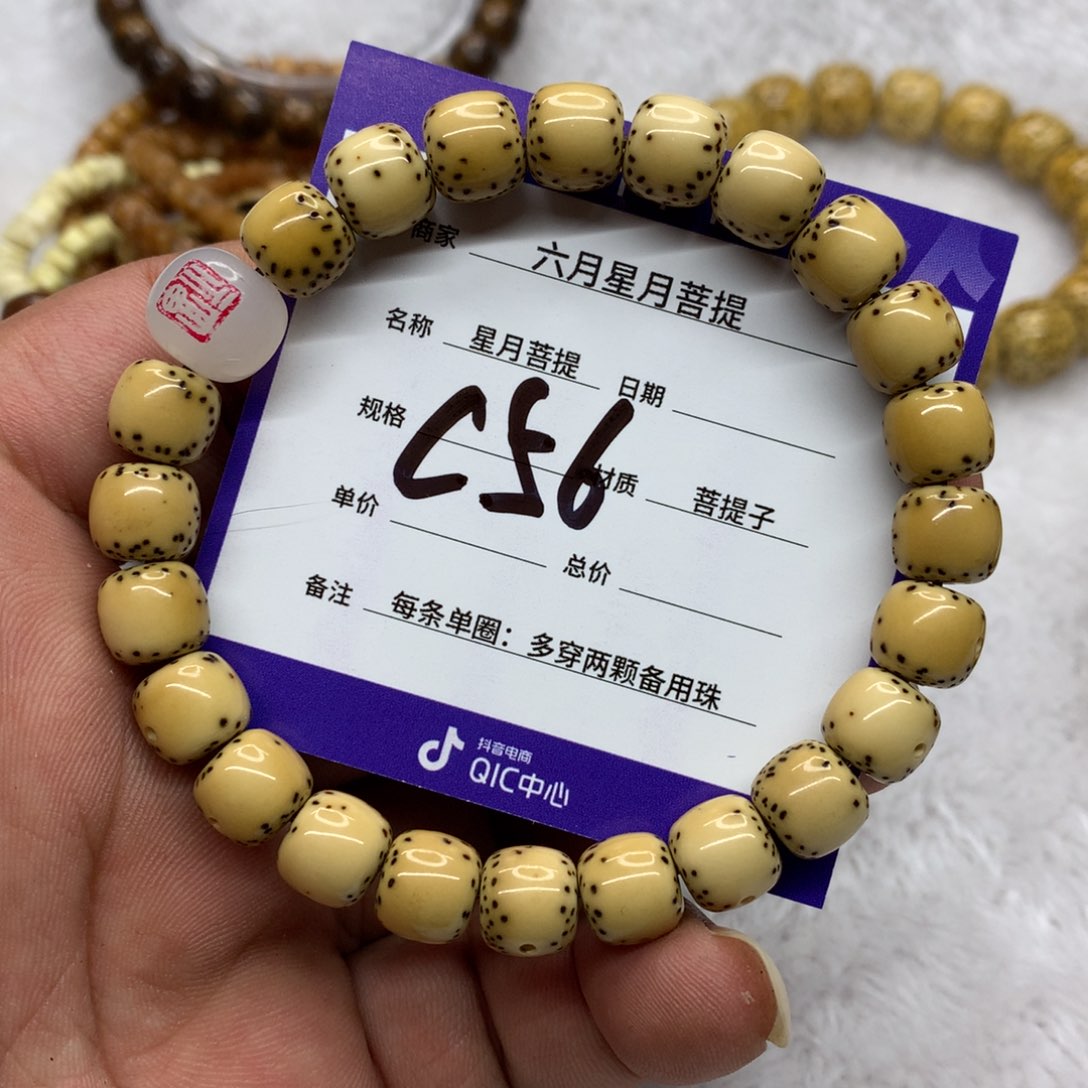 商家 六月星月菩提
名称 星月菩提 日期
规格 C56 材质 菩提子
单价 总价
备注 每条单圈：多穿两颗备用珠
抖音电商
QIC中心